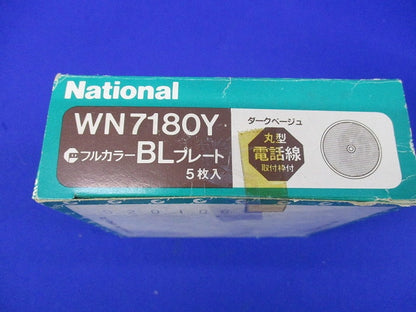 National
WN7180Y
フルカラーBLプレート
5枚入
ダークベージュ
丸型
電話線
取付枠付